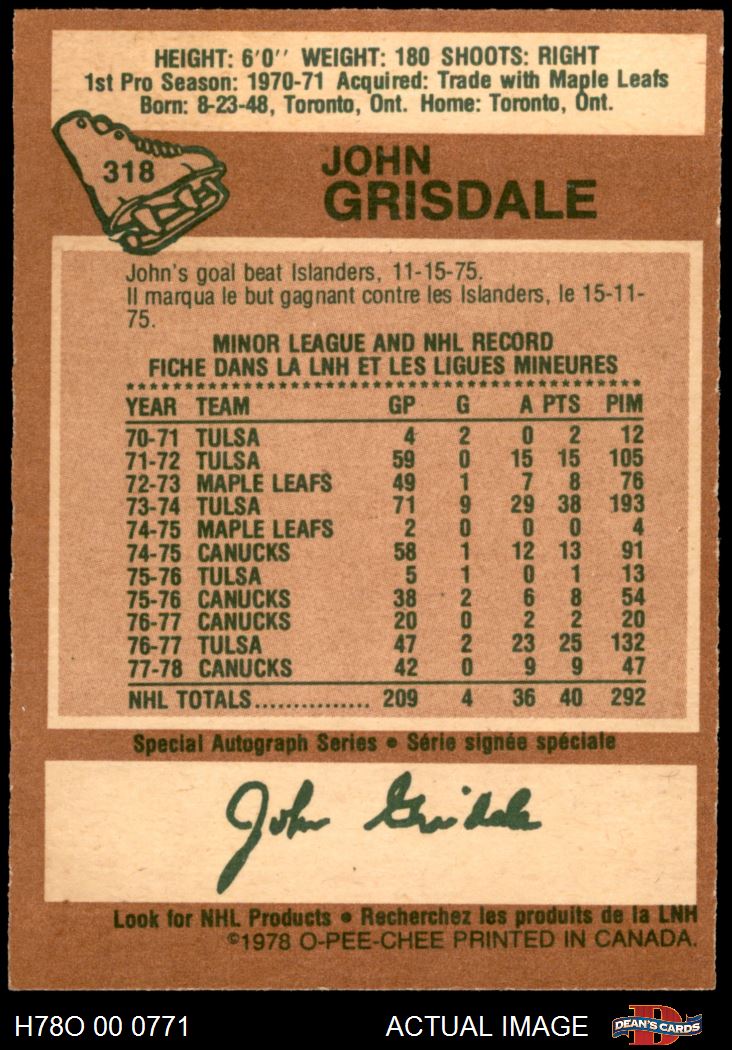 HEIGHT: 6'0'' WEIGHT: 180 SHOOTS: RIGHT
1st Pro Season: 1970-71 Acquired: Trade with Maple Leafs
Born: 8-23-48, Toronto, Ont. Home: Toronto, Ont.
318
JOHN
GRISDALE
John's goal beat Islanders, 11-15-75.
Il marqua le but gagnant contre les Islanders, le 15-11-
75.
MINOR LEAGUE AND NHL RECORD
FICHE DANS LA LNH ET LES LIGUES MINEURES
YEAR TEAM GP G A PTS PIM
70-71 TULSA 4 2 0 2 12
71-72 TULSA 59 0 15 15 105
72-73 MAPLE LEAFS 49 1 7 8 76
73-74 TULSA 71 9 29 38 193
74-75 MAPLE LEAFS 2 0 0 0 4
74-75 CANUCKS 58 1 12 13 91
75-76 TULSA 5 1 0 1 13
75-76 CANUCKS 38 2 6 8 54
76-77 CANUCKS 20 0 2 2 20
76-77 TULSA 47 2 23 25 132
77-78 CANUCKS 42 0 9 9 47
NHL TOTALS............... 209 4 36 40 292
Special Autograph Series • Série signée spéciale
John Grisdale
Look for NHL Products • Recherchez les produits de la LNH
©1978 O-PEE-CHEE PRINTED IN CANADA.
H78O 00 0771 ACTUAL IMAGE D DEAN'S CARDS